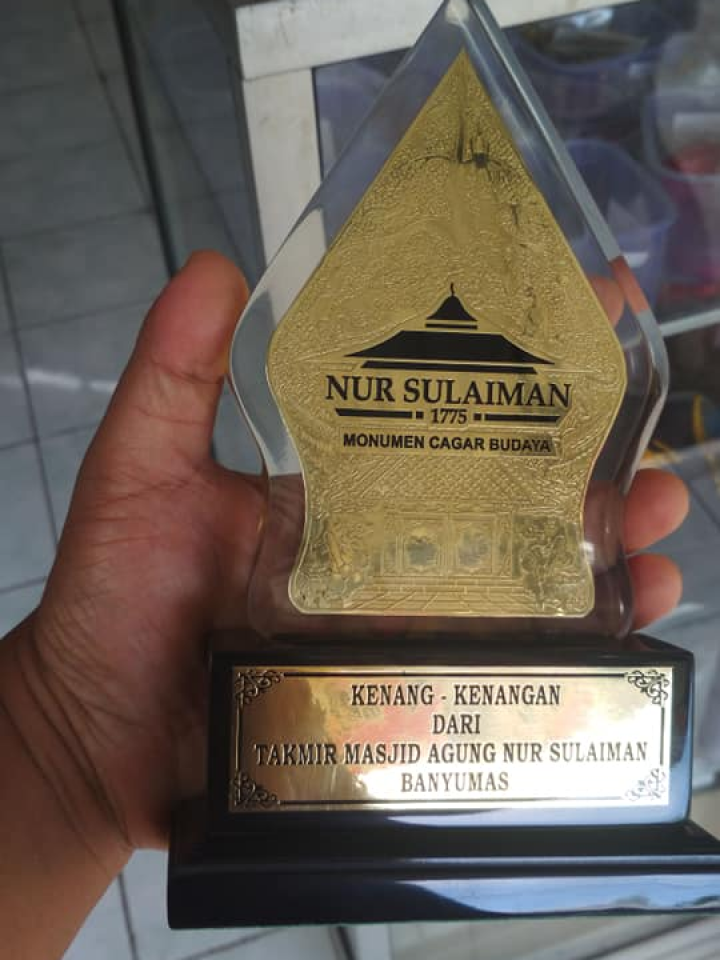 NUR SULAIMAN
1775
MONUMEN CAGAR BUDAYA
KENANG - KENANGAN
DARI
TAKMIR MASJID AGUNG NUR SULAIMAN
BANYUMAS